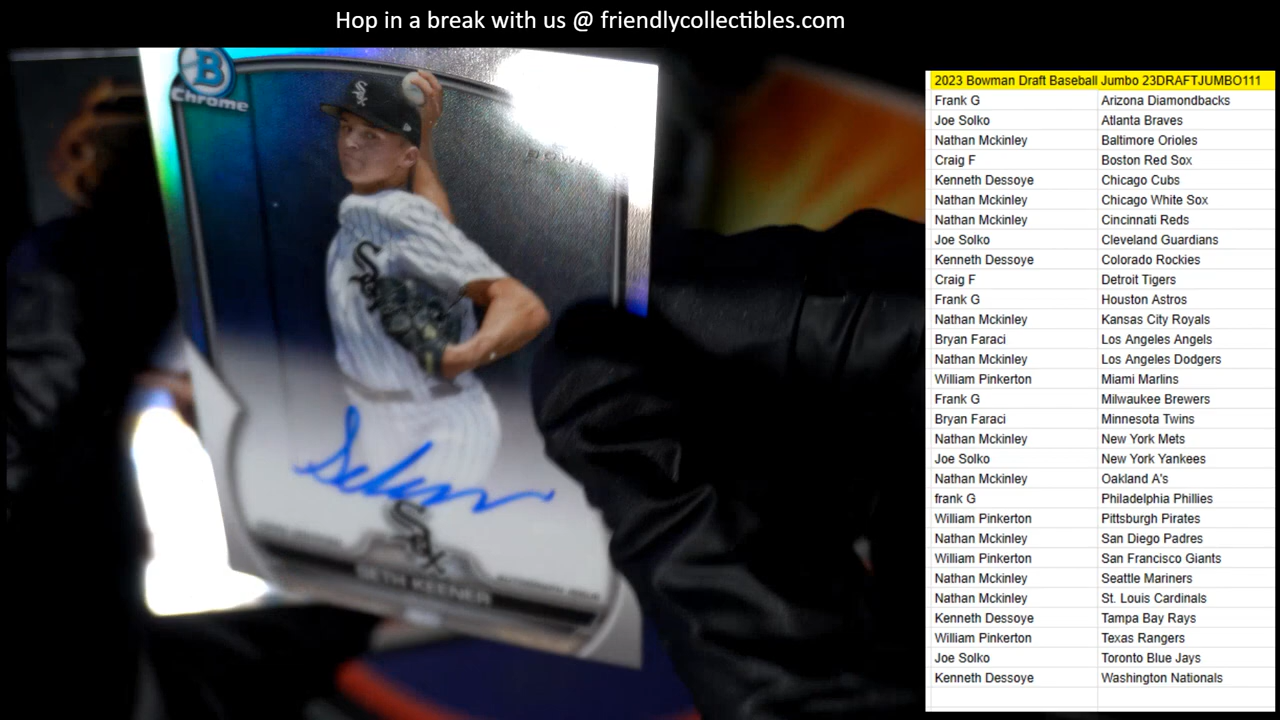 Hop in a break with us @ friendlycollectibles.com
B
Chrome
Sox
Sox
BOWM
Sox
SETH KEENER
2023 Bowman Draft Baseball Jumbo 23DRAFTJUMBO111
Frank G Arizona Diamondbacks
Joe Solko Atlanta Braves
Nathan Mckinley Baltimore Orioles
Craig F Boston Red Sox
Kenneth Dessoye Chicago Cubs
Nathan Mckinley Chicago White Sox
Nathan Mckinley Cincinnati Reds
Joe Solko Cleveland Guardians
Kenneth Dessoye Colorado Rockies
Craig F Detroit Tigers
Frank G Houston Astros
Nathan Mckinley Kansas City Royals
Bryan Faraci Los Angeles Angels
Nathan Mckinley Los Angeles Dodgers
William Pinkerton Miami Marlins
Frank G Milwaukee Brewers
Bryan Faraci Minnesota Twins
Nathan Mckinley New York Mets
Joe Solko New York Yankees
Nathan Mckinley Oakland A's
frank G Philadelphia Phillies
William Pinkerton Pittsburgh Pirates
Nathan Mckinley San Diego Padres
William Pinkerton San Francisco Giants
Nathan Mckinley Seattle Mariners
Nathan Mckinley St. Louis Cardinals
Kenneth Dessoye Tampa Bay Rays
William Pinkerton Texas Rangers
Joe Solko Toronto Blue Jays
Kenneth Dessoye Washington Nationals